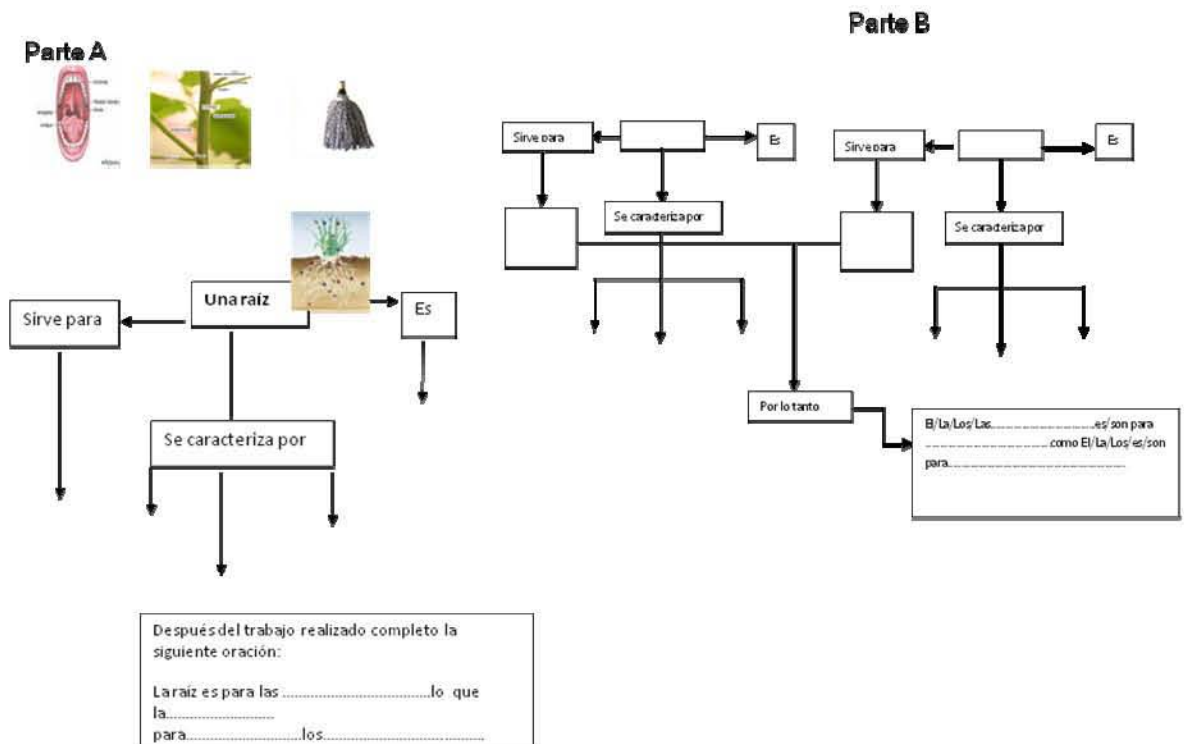 Parte A
Una raíz
Sirve para
Es
Se caracteriza por
Después del trabajo realizado completo la
siguiente oración:
La raíz es para las ..................................lo que
la.........................
para..........................los.....................................
Parte B
Sirve para
Es
Se caracteriza por
Sirve para
Es
Se caracteriza por
Por lo tanto
El/La/Los/Las..............................es/son para
....................................como El/La/Los/es/son
para....................................................